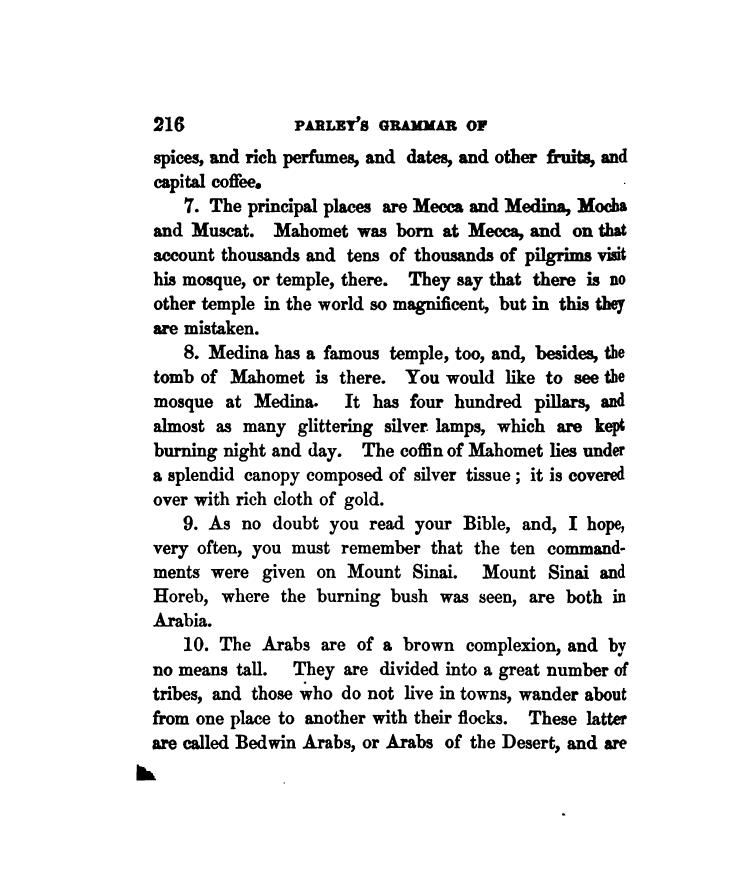 216 PARLEY'S GRAMMAR OF
spices, and rich perfumes, and dates, and other fruits, and
capital coffee.
7. The principal places are Mecca and Medina, Mocha
and Muscat. Mahomet was born at Mecca, and on that
account thousands and tens of thousands of pilgrims visit
his mosque, or temple, there. They say that there is no
other temple in the world so magnificent, but in this they
are mistaken.
8. Medina has a famous temple, too, and, besides, the
tomb of Mahomet is there. You would like to see the
mosque at Medina. It has four hundred pillars, and
almost as many glittering silver lamps, which are kept
burning night and day. The coffin of Mahomet lies under
a splendid canopy composed of silver tissue ; it is covered
over with rich cloth of gold.
9. As no doubt you read your Bible, and, I hope,
very often, you must remember that the ten command-
ments were given on Mount Sinai. Mount Sinai and
Horeb, where the burning bush was seen, are both in
Arabia.
10. The Arabs are of a brown complexion, and by
no means tall. They are divided into a great number of
tribes, and those who do not live in towns, wander about
from one place to another with their flocks. These latter
are called Bedwin Arabs, or Arabs of the Desert, and are